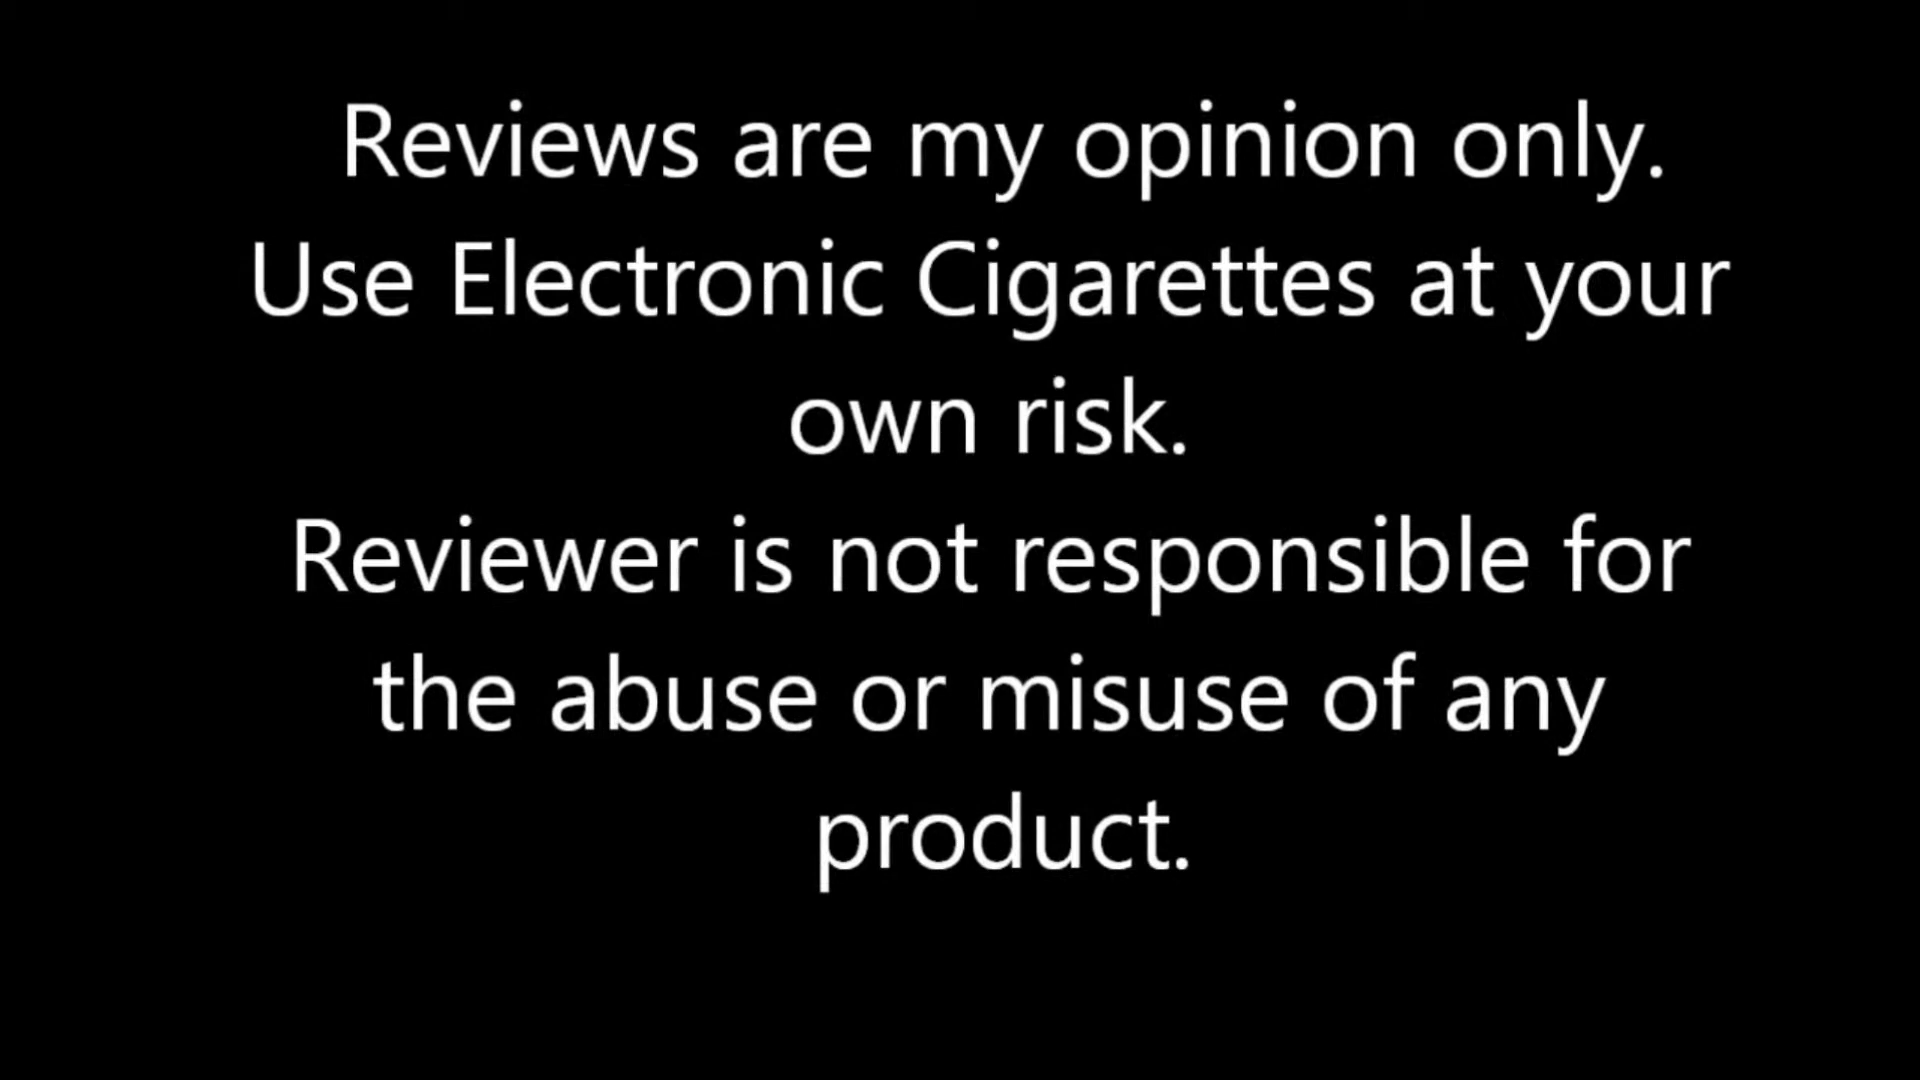 Reviews are my opinion only.
Use Electronic Cigarettes at your
own risk.
Reviewer is not responsible for
the abuse or misuse of any
product.